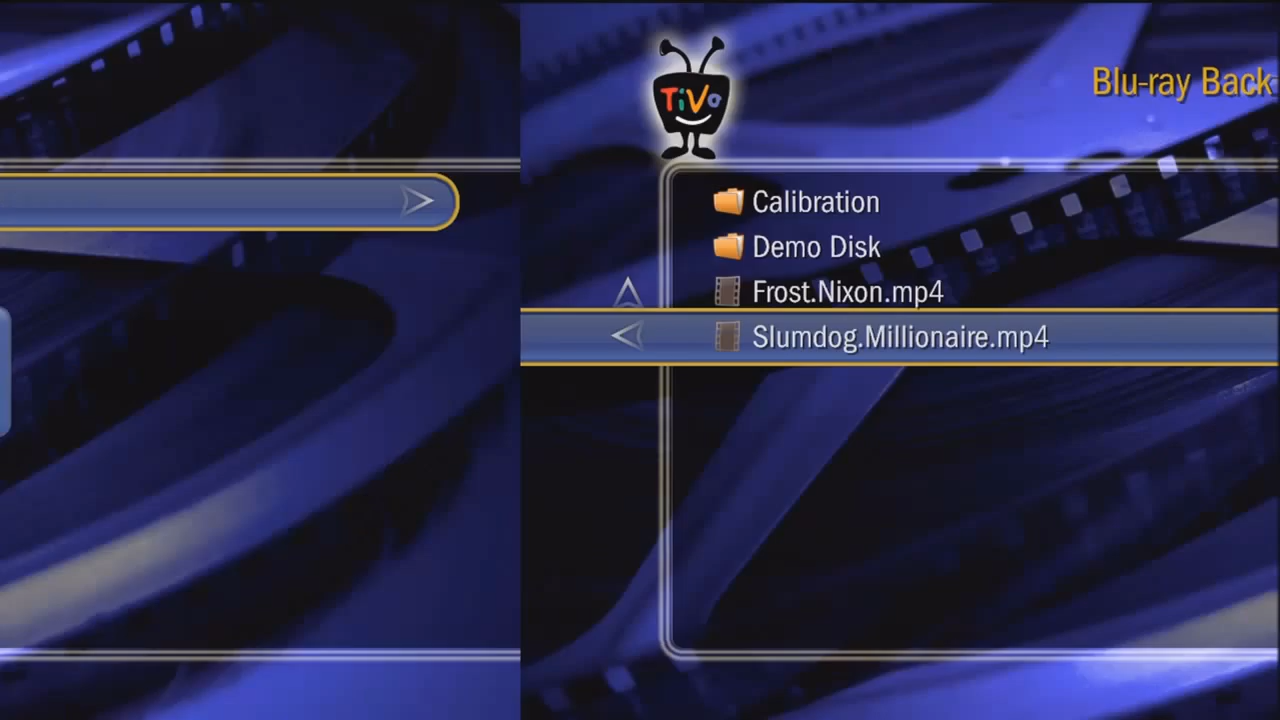 TiVo
Blu-ray Back
Calibration
Demo Disk
Frost.Nixon.mp4
Slumdog.Millionaire.mp4